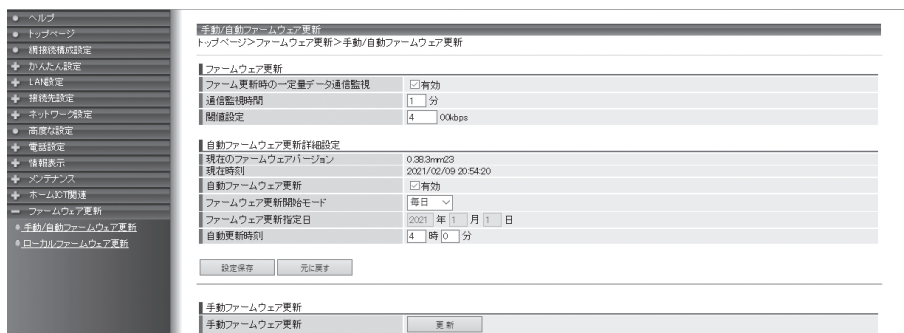 ヘルプ
トップページ
横接続構成設定
かんたん設定
LAN設定
接続先設定
ネットワーク設定
高度な設定
電話設定
情報表示
メンテナンス
ホームICT関連
ファームウェア更新
手動/自動ファームウェア更新
ローカルファームウェア更新
手動/自動ファームウェア更新
トップページ>ファームウェア更新>手動/自動ファームウェア更新
ファームウェア更新
ファーム更新時の一定量データ通信監視 有効
通信監視時間 1 分
閾値設定 4 00kbps
自動ファームウェア更新詳細設定
現在のファームウェアバージョン 0.38.3mm23
現在時刻 2021/02/09 20:54:20
自動ファームウェア更新 有効
ファームウェア更新開始モード 毎日
ファームウェア更新指定日 2021 年 1 月 1 日
自動更新時刻 4 時 0 分
設定保存 元に戻す
手動ファームウェア更新
手動ファームウェア更新 更新